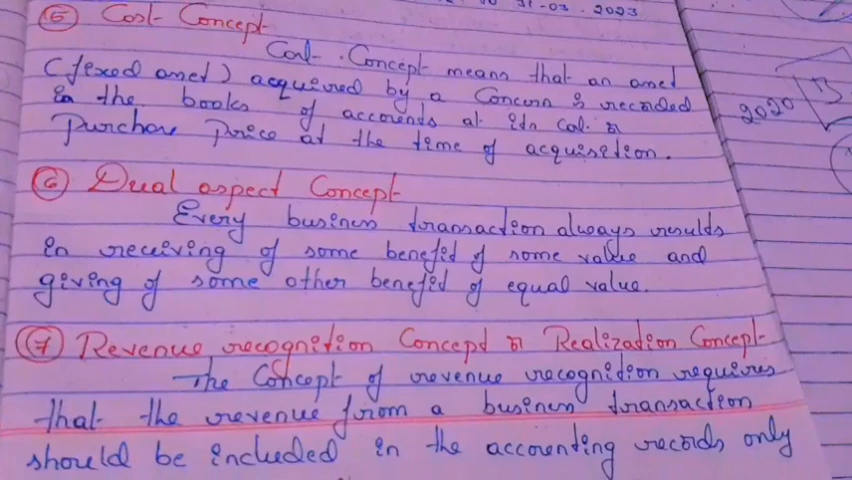 31-03-2023
⑤ Cost Concept
Cost Concept means that an asset
(fixed asset) acquired by a Concern is recorded
in the books of accounts at its Cost or
Purchase Price at the time of acquisition.
2020
⑥ Dual aspect Concept
Every business transaction always results
in receiving of some benefit of some value and
giving of some other benefit of equal value.
⑦ Revenue recognition Concept or Realization Concept
The Concept of revenue recognition requires
that the revenue from a business transaction
should be included in the accounting records only